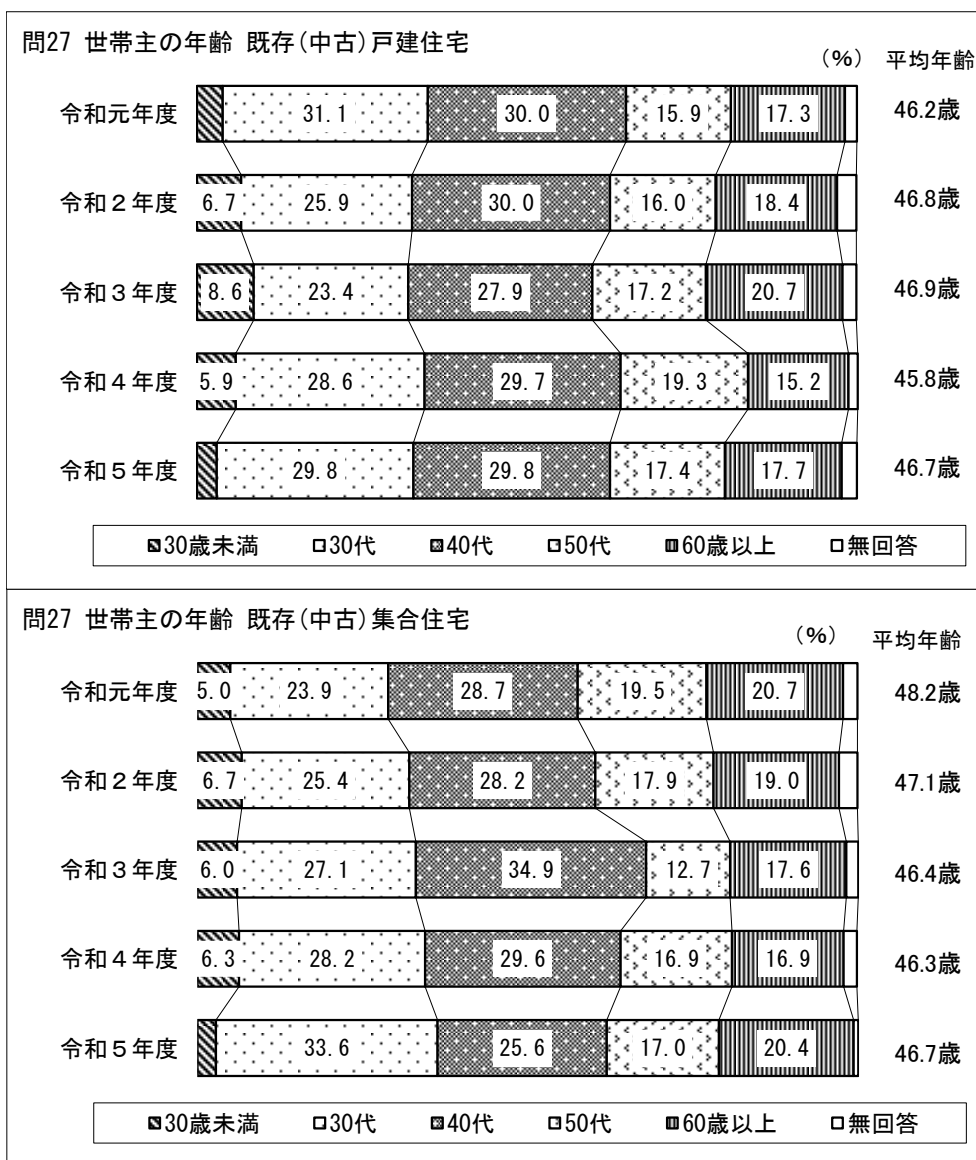 問27 世帯主の年齢 既存(中古)戸建住宅
(%) 平均年齢
令和元年度 31.1 30.0 15.9 17.3 46.2歳
令和2年度 6.7 25.9 30.0 16.0 18.4 46.8歳
令和3年度 8.6 23.4 27.9 17.2 20.7 46.9歳
令和4年度 5.9 28.6 29.7 19.3 15.2 45.8歳
令和5年度 29.8 29.8 17.4 17.7 46.7歳
30歳未満 30代 40代 50代 60歳以上 無回答
問27 世帯主の年齢 既存(中古)集合住宅
(%) 平均年齢
令和元年度 5.0 23.9 28.7 19.5 20.7 48.2歳
令和2年度 6.7 25.4 28.2 17.9 19.0 47.1歳
令和3年度 6.0 27.1 34.9 12.7 17.6 46.4歳
令和4年度 6.3 28.2 29.6 16.9 16.9 46.3歳
令和5年度 33.6 25.6 17.0 20.4 46.7歳
30歳未満 30代 40代 50代 60歳以上 無回答